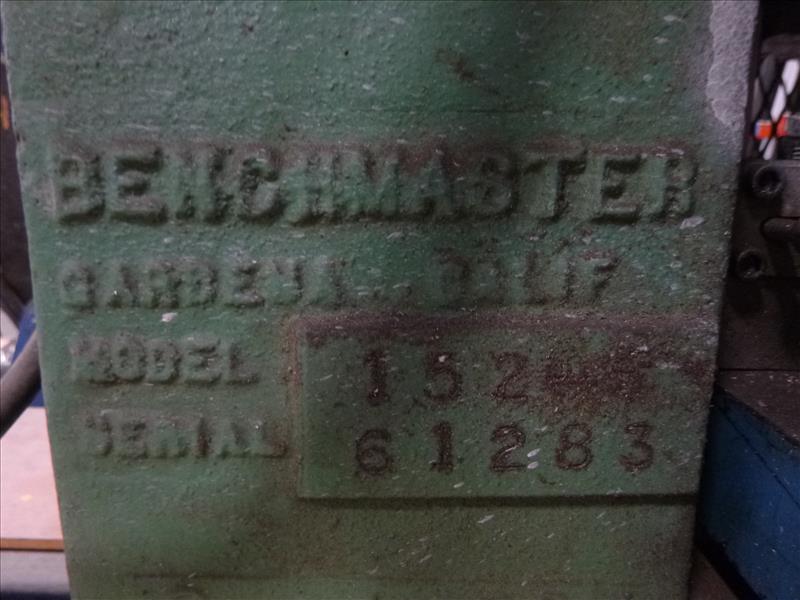 BENCHMASTER
GARDENA CALIF
MODEL 152
SERIAL 61283